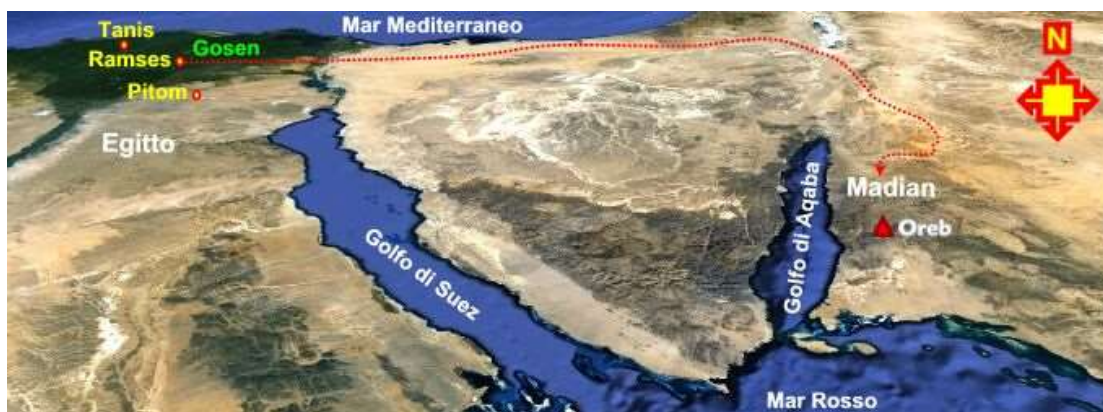 Mar Mediterraneo
N
Tanis
Gosen
Ramses
Pitom
Egitto
Madian
Oreb
Golfo di Aqaba
Golfo di Suez
Mar Rosso